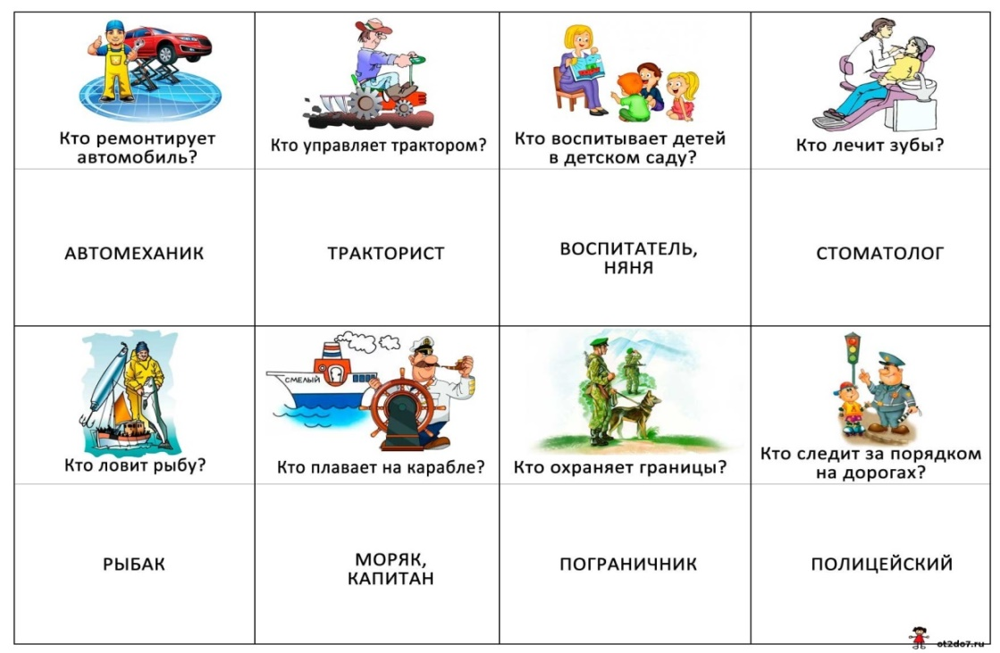 Кто ремонтирует
автомобиль?
Кто управляет трактором?
Кто воспитывает детей
в детском саду?
Кто лечит зубы?
АВТОМЕХАНИК
ТРАКТОРИСТ
ВОСПИТАТЕЛЬ,
НЯНЯ
СТОМАТОЛОГ
СМЕЛЫЙ
Кто ловит рыбу?
Кто плавает на карабле?
Кто охраняет границы?
Кто следит за порядком
на дорогах?
РЫБАК
МОРЯК,
КАПИТАН
ПОГРАНИЧНИК
ПОЛИЦЕЙСКИЙ
ot2do7.ru